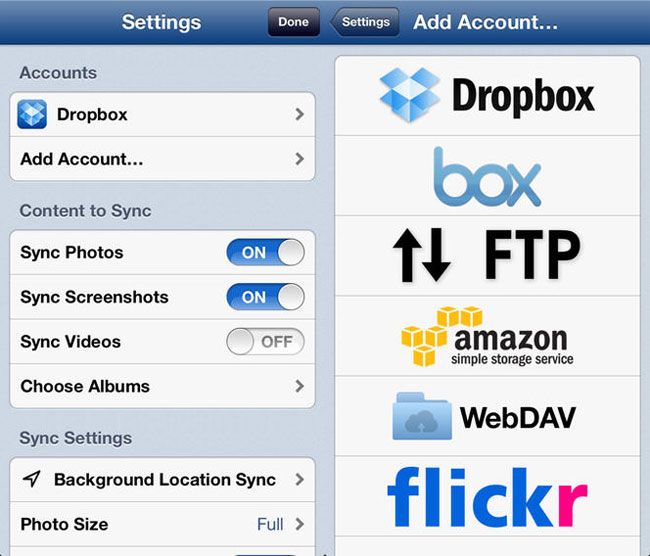 Settings
Done
Accounts
Dropbox
Add Account...
Content to Sync
Sync Photos ON
Sync Screenshots ON
Sync Videos OFF
Choose Albums
Sync Settings
Background Location Sync
Photo Size Full
Settings
Add Account...
Dropbox
box
FTP
amazon
simple storage service
WebDAV
flickr